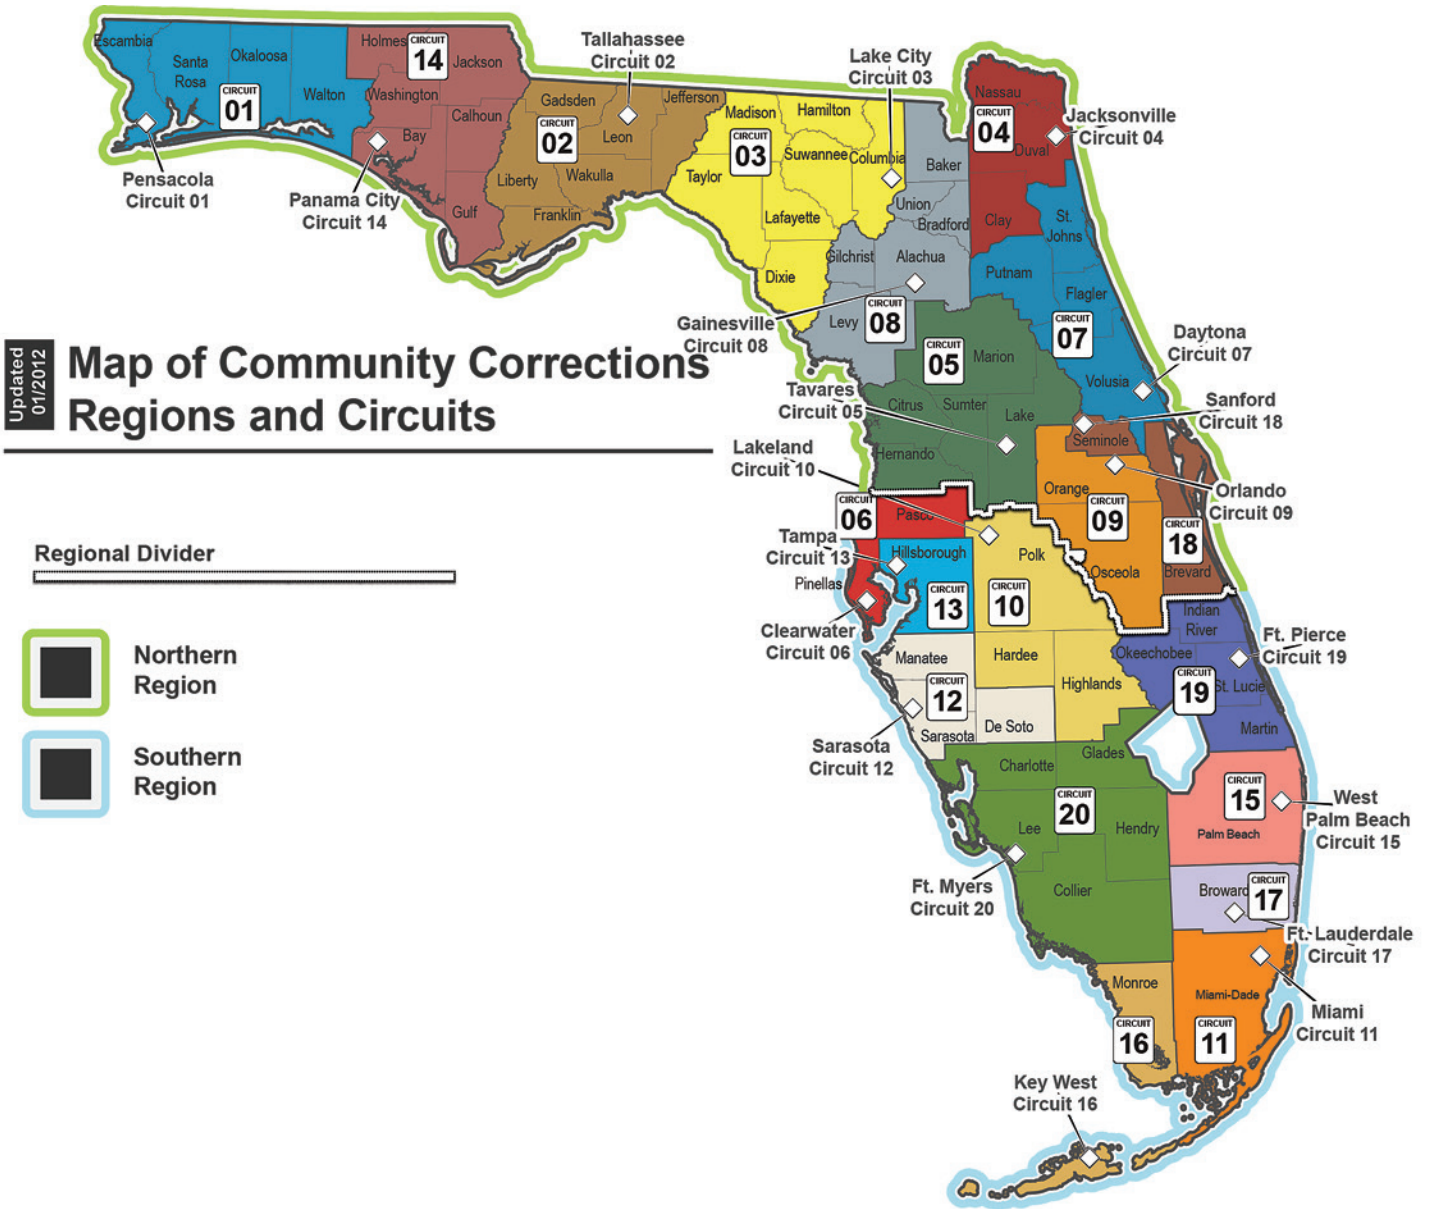 Escambia
Santa
Rosa
Okaloosa
Walton
CIRCUIT
01
Pensacola
Circuit 01
Holmes
CIRCUIT
14
Jackson
Washington
Calhoun
Bay
Gulf
Panama City
Circuit 14
Tallahassee
Circuit 02
Gadsden
Jefferson
CIRCUIT
02
Leon
Liberty
Wakulla
Franklin
Lake City
Circuit 03
Madison
Hamilton
CIRCUIT
03
Suwannee
Columbia
Taylor
Lafayette
Dixie
Nassau
CIRCUIT
04
Duval
Clay
Jacksonville
Circuit 04
Baker
Union
Bradford
Gilchrist
Alachua
Levy
CIRCUIT
08
Gainesville
Circuit 08
St.
Johns
Putnam
Flagler
CIRCUIT
07
Volusia
Daytona
Circuit 07
Updated
01/2012
Map of Community Corrections
Regions and Circuits
CIRCUIT
05
Marion
Citrus
Sumter
Lake
Hernando
Tavares
Circuit 05
Sanford
Circuit 18
Seminole
Lakeland
Circuit 10
Orange
CIRCUIT
09
Osceola
Orlando
Circuit 09
CIRCUIT
18
Brevard
CIRCUIT
06
Pasco
Tampa
Circuit 13
Pinellas
Hillsborough
CIRCUIT
13
Polk
CIRCUIT
10
Clearwater
Circuit 06
Regional Divider
Northern
Region
Southern
Region
Manatee
Hardee
Highlands
CIRCUIT
12
Sarasota
De Soto
Sarasota
Circuit 12
Indian
River
Okeechobee
CIRCUIT
19
St. Lucie
Martin
Ft. Pierce
Circuit 19
Glades
Charlotte
CIRCUIT
20
Lee
Hendry
Collier
Ft. Myers
Circuit 20
CIRCUIT
15
Palm Beach
West
Palm Beach
Circuit 15
Broward
CIRCUIT
17
Ft. Lauderdale
Circuit 17
Monroe
CIRCUIT
16
Miami-Dade
CIRCUIT
11
Miami
Circuit 11
Key West
Circuit 16